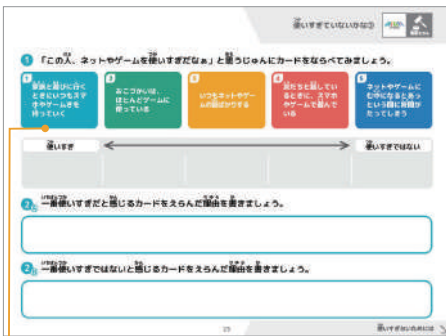 使いすぎていないかな②
1 「この人、ネットやゲームを使いすぎだなぁ」と思うじゅんにカードをならべてみましょう。
1
家族と遊びに行く
ときにいつもスマ
ホやゲームきを
持っていく
2
おこづかいは、
ほとんどゲームに
使っている
3
いつもネットやゲー
ムの話ばかりする
4
友だちと話してい
るときに、スマホ
やゲームで遊んで
いる
5
ネットやゲームに
むちゅうになるとあっ
という間に時間が
たってしまう
使いすぎ
使いすぎではない
2 一番使いすぎだと感じるカードをえらんだ理由を書きましょう。
2 一番使いすぎではないと感じるカードをえらんだ理由を書きましょう。